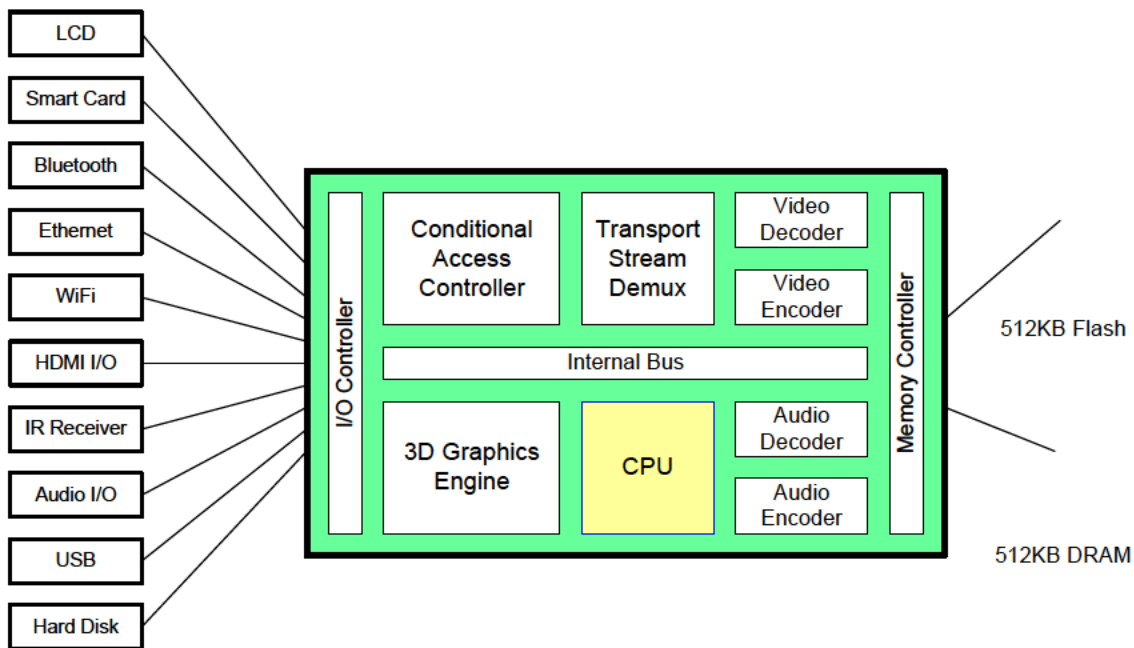 LCD
Smart Card
Bluetooth
Ethernet
WiFi
HDMI I/O
IR Receiver
Audio I/O
USB
Hard Disk
I/O Controller
Conditional
Access
Controller
Transport
Stream
Demux
Video
Decoder
Video
Encoder
Internal Bus
3D Graphics
Engine
CPU
Audio
Decoder
Audio
Encoder
Memory Controller
512KB Flash
512KB DRAM